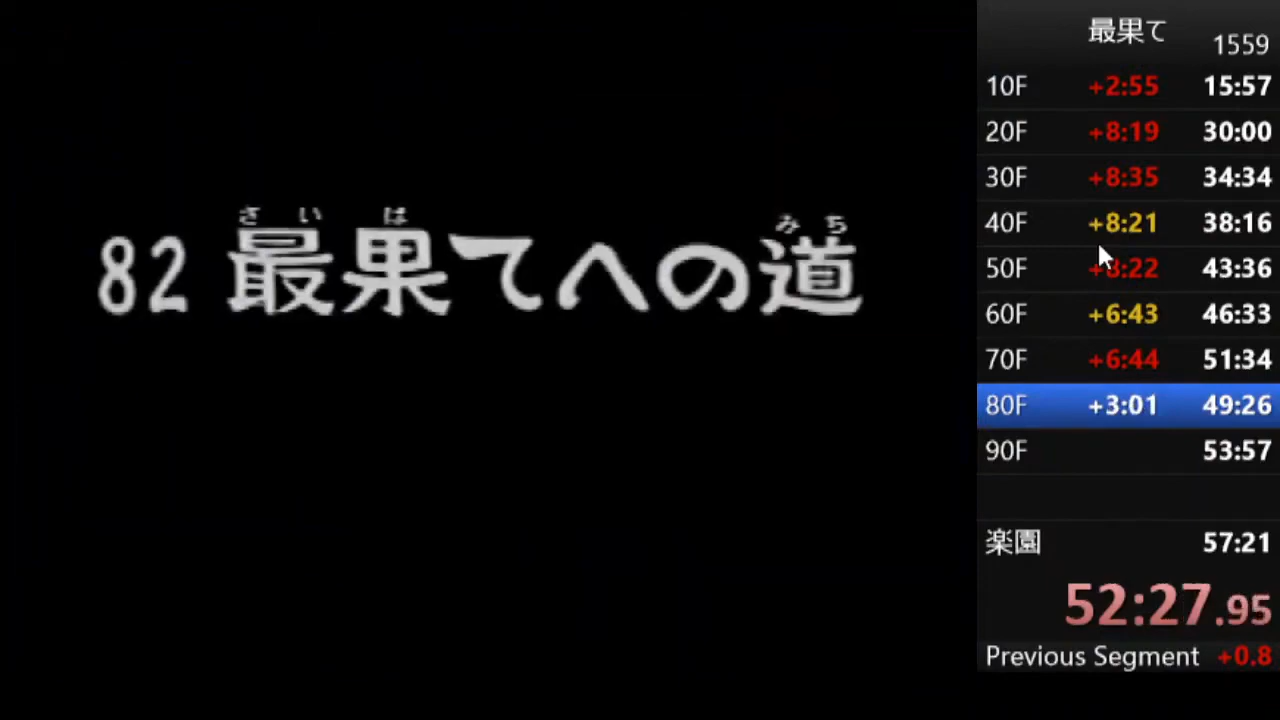 さいは みち
82 最果てへの道
最果て
1559
10F +2:55 15:57
20F +8:19 30:00
30F +8:35 34:34
40F +8:21 38:16
50F +8:22 43:36
60F +6:43 46:33
70F +6:44 51:34
80F +3:01 49:26
90F 53:57
楽園 57:21
52:27.95
Previous Segment +0.8